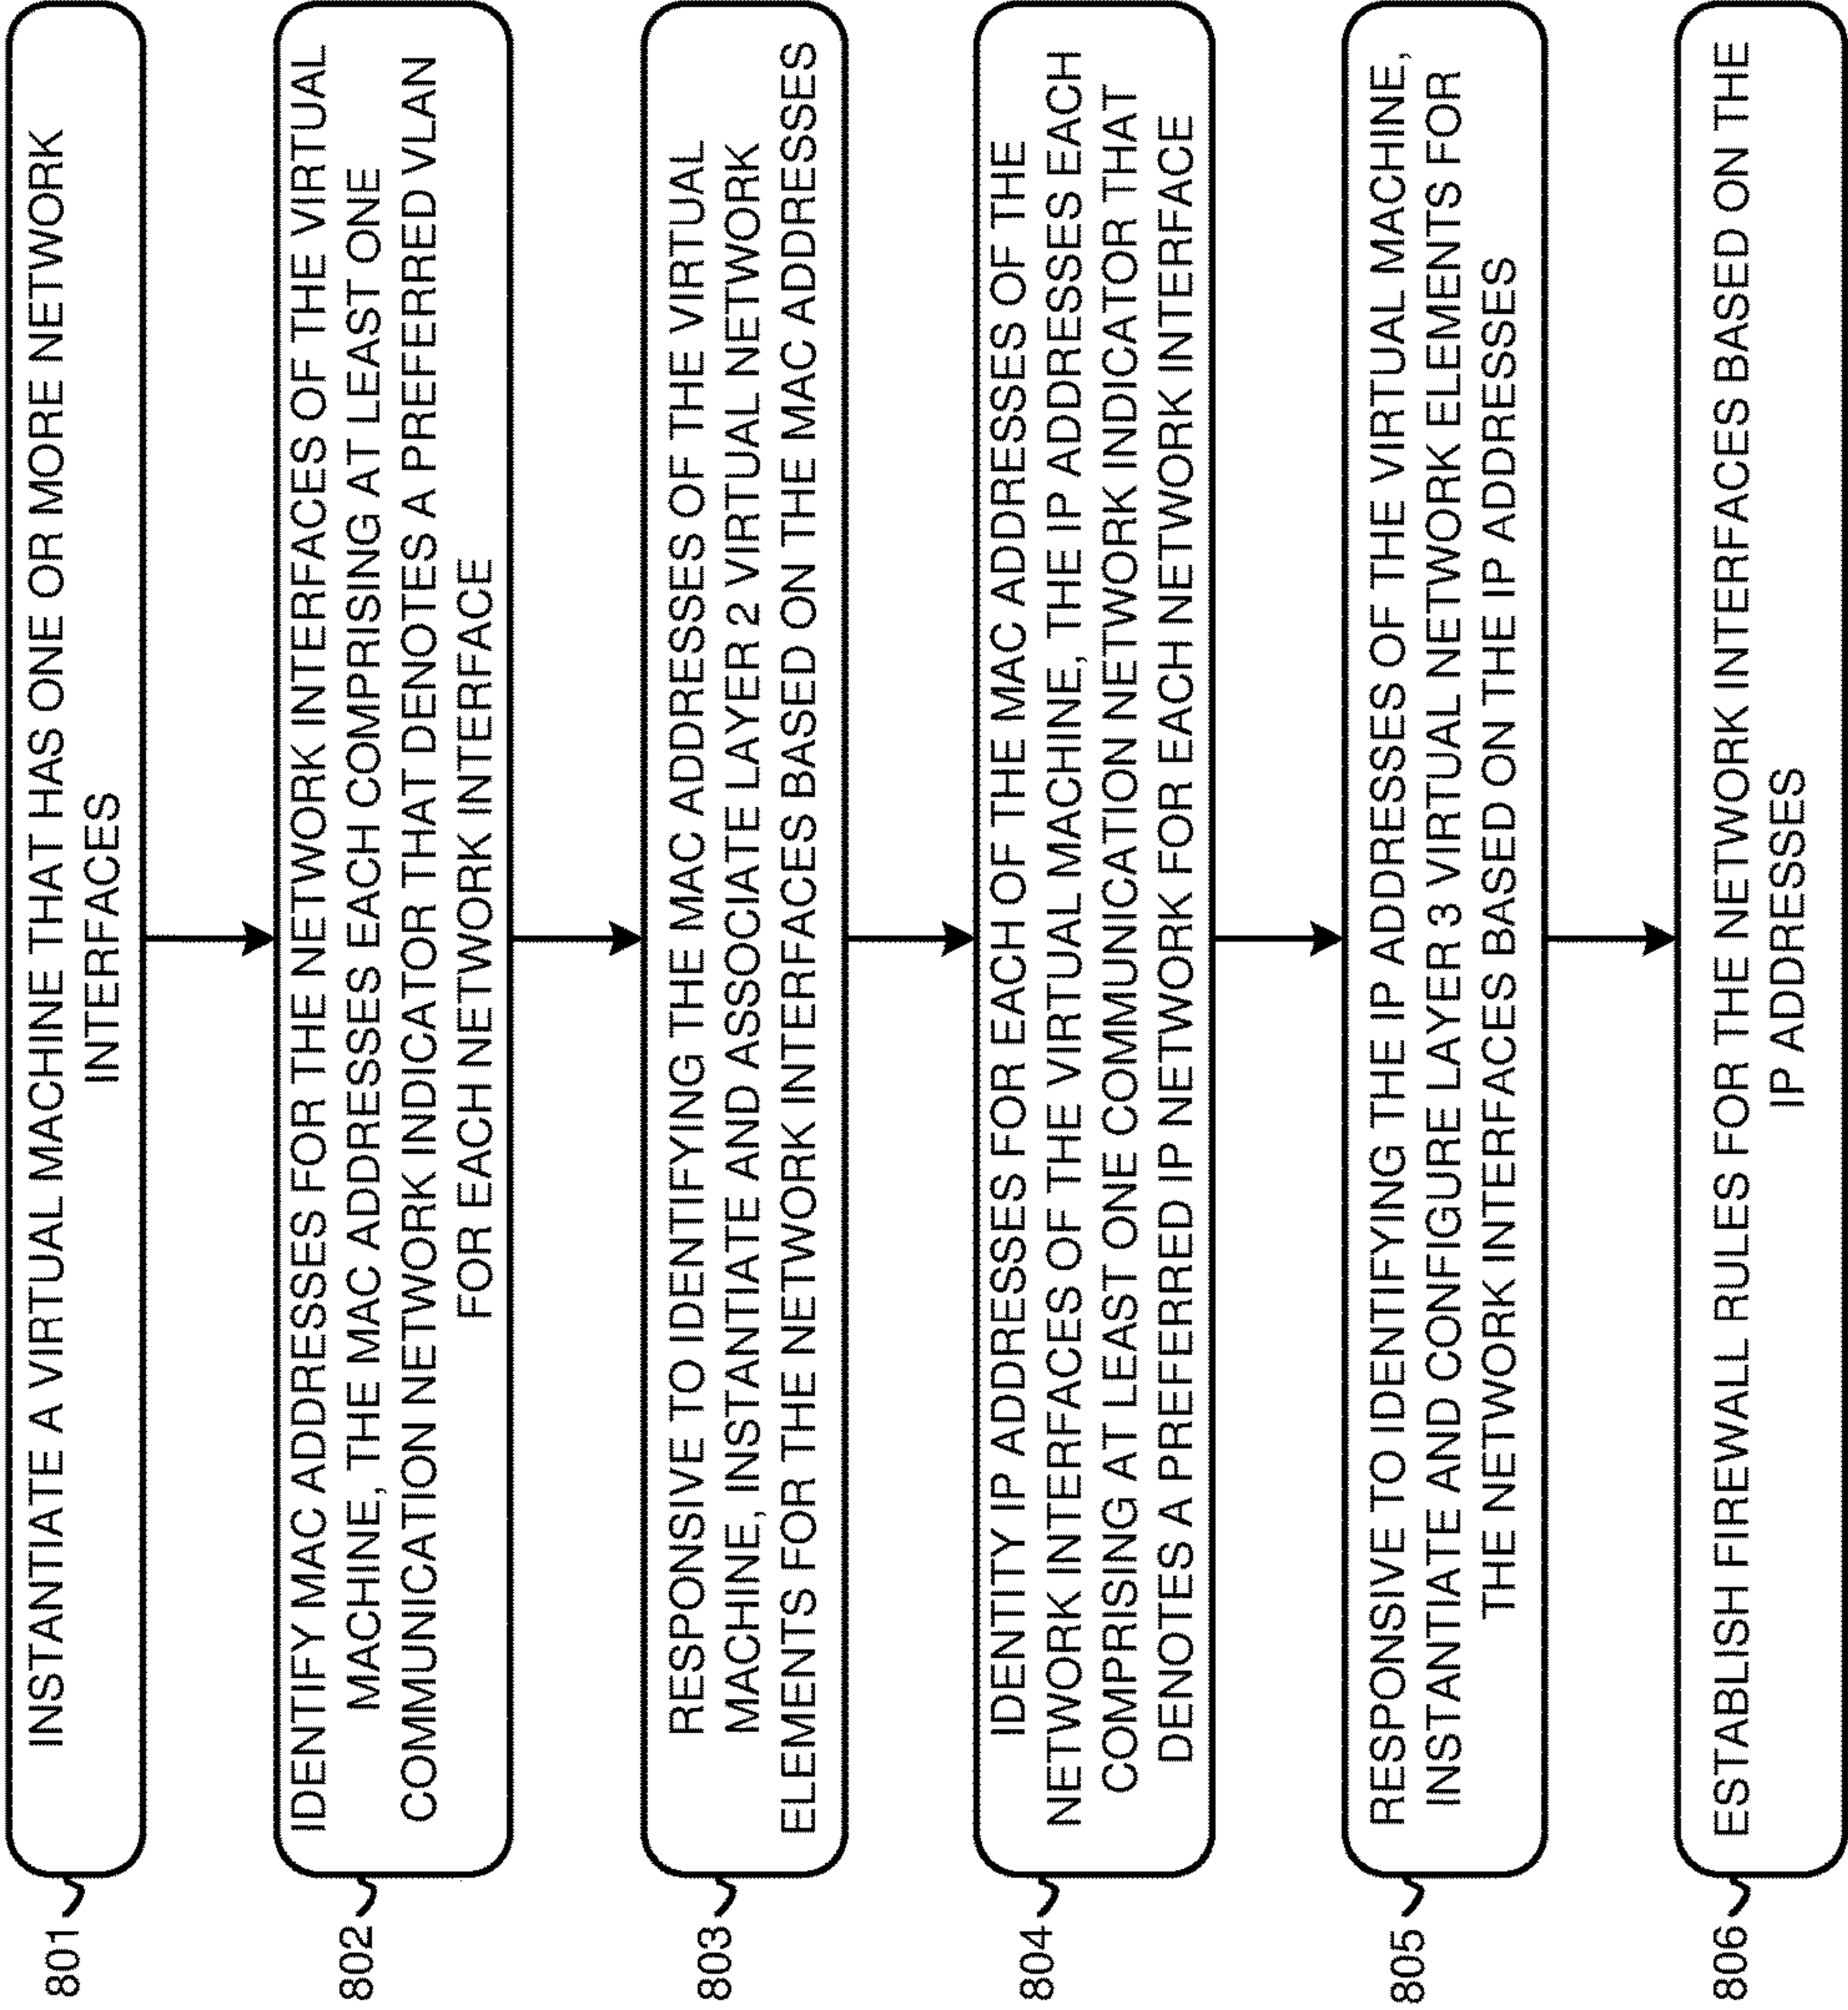 801
INSTANTIATE A VIRTUAL MACHINE THAT HAS ONE OR MORE NETWORK
INTERFACES
802
IDENTIFY MAC ADDRESSES FOR THE NETWORK INTERFACES OF THE VIRTUAL
MACHINE, THE MAC ADDRESSES EACH COMPRISING AT LEAST ONE
COMMUNICATION NETWORK INDICATOR THAT DENOTES A PREFERRED VLAN
FOR EACH NETWORK INTERFACE
803
RESPONSIVE TO IDENTIFYING THE MAC ADDRESSES OF THE VIRTUAL
MACHINE, INSTANTIATE AND ASSOCIATE LAYER 2 VIRTUAL NETWORK
ELEMENTS FOR THE NETWORK INTERFACES BASED ON THE MAC ADDRESSES
804
IDENTITY IP ADDRESSES FOR EACH OF THE MAC ADDRESSES OF THE
NETWORK INTERFACES OF THE VIRTUAL MACHINE, THE IP ADDRESSES EACH
COMPRISING AT LEAST ONE COMMUNICATION NETWORK INDICATOR THAT
DENOTES A PREFERRED IP NETWORK FOR EACH NETWORK INTERFACE
805
RESPONSIVE TO IDENTIFYING THE IP ADDRESSES OF THE VIRTUAL MACHINE,
INSTANTIATE AND CONFIGURE LAYER 3 VIRTUAL NETWORK ELEMENTS FOR
THE NETWORK INTERFACES BASED ON THE IP ADDRESSES
806
ESTABLISH FIREWALL RULES FOR THE NETWORK INTERFACES BASED ON THE
IP ADDRESSES